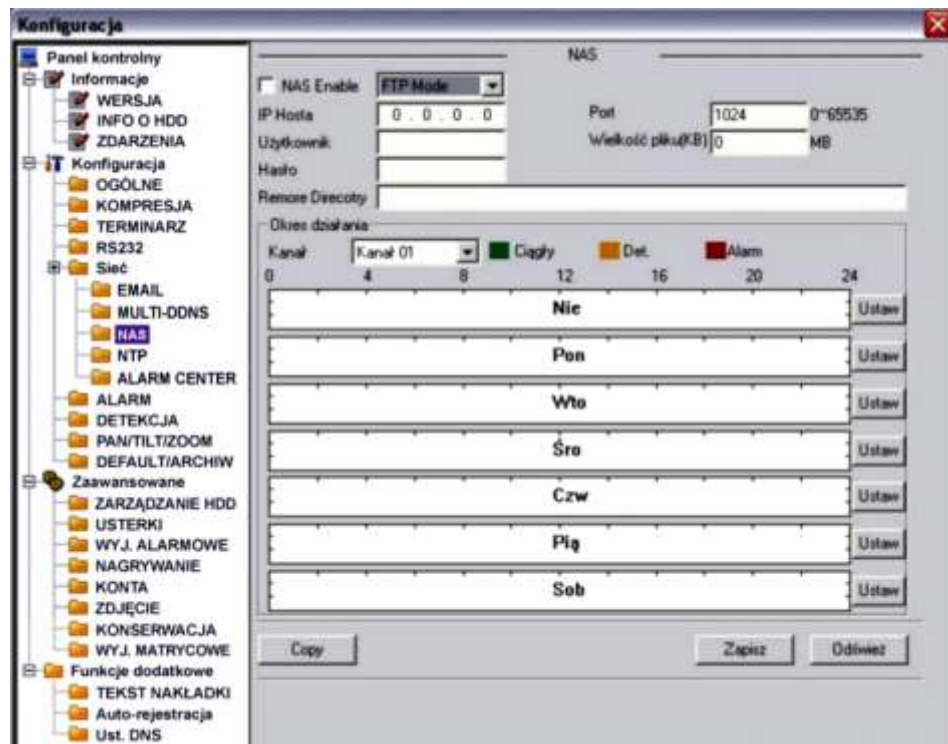 Konfiguracja
Panel kontrolny
Informacje
WERSJA
INFO O HDD
ZDARZENIA
Konfiguracja
OGÓLNE
KOMPRESJA
TERMINARZ
RS232
Sieć
EMAIL
MULTI-DDNS
NAS
NTP
ALARM CENTER
ALARM
DETEKCJA
PAN/TILT/ZOOM
DEFAULT/ARCHIW
Zaawansowane
ZARZĄDZANIE HDD
USTERKI
WYJ. ALARMOWE
NAGRYWANIE
KONTA
ZDJĘCIE
KONSERWACJA
WYJ. MATRYCOWE
Funkcje dodatkowe
TEKST NAKŁADKI
Auto-rejestracja
Ust. DNS
NAS
NAS Enable FTP Mode
IP Hosta 0 . 0 . 0 . 0 Port 1024 0~65535
Użytkownik Wielkość pliku(KB) 0 MB
Hasło
Remore Direcotry
Okres działania
Kanał Kanał 01 Ciągły Det. Alarm
0 4 8 12 16 20 24
Nie Ustaw
Pon Ustaw
Wto Ustaw
Śro Ustaw
Czw Ustaw
Pią Ustaw
Sob Ustaw
Copy Zapisz Odśwież